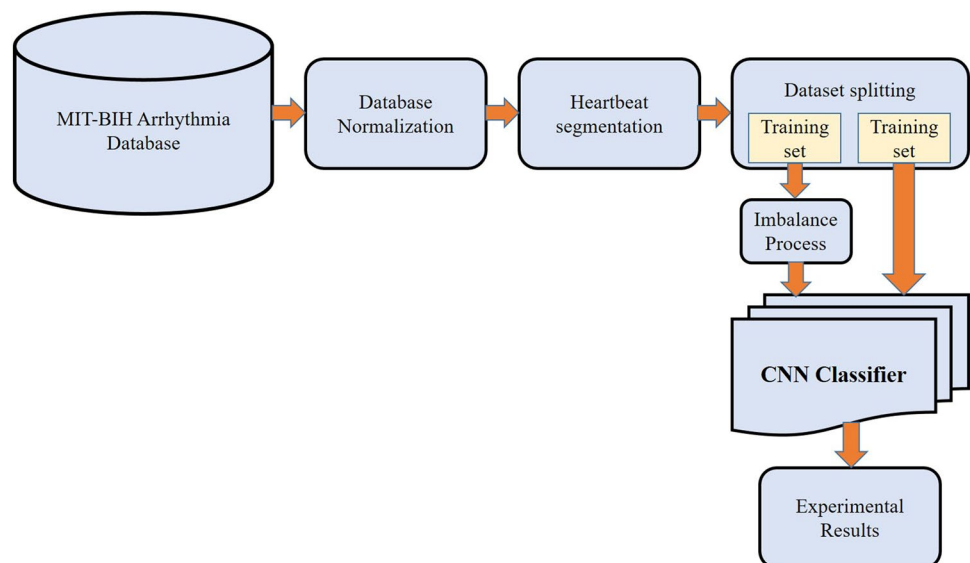 MIT-BIH Arrhythmia
Database
Database
Normalization
Heartbeat
segmentation
Dataset splitting
Training
set
Training
set
Imbalance
Process
CNN Classifier
Experimental
Results